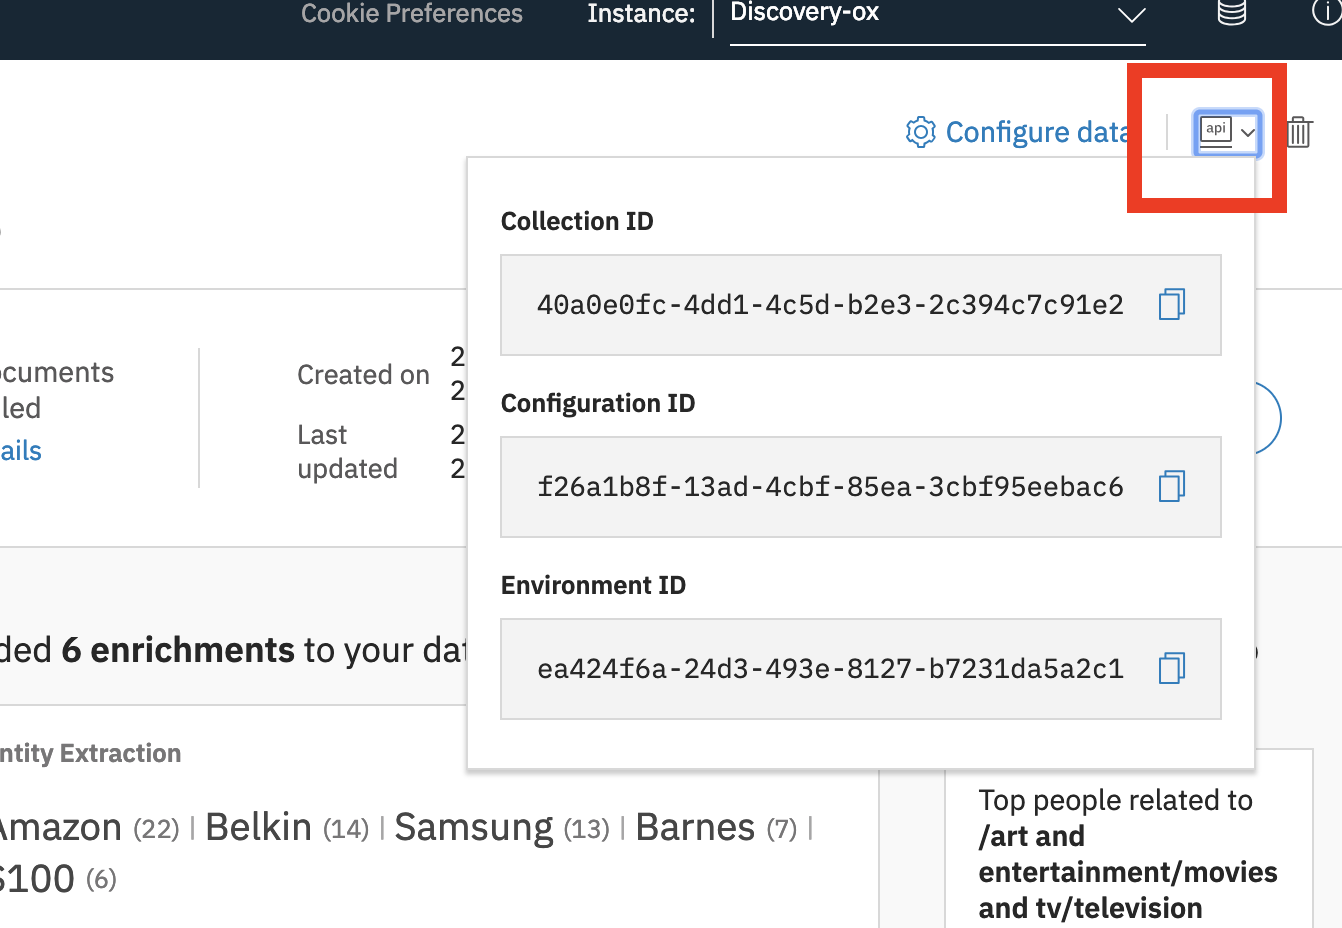 Cookie Preferences Instance: Discovery-ox
Configure data
api
Collection ID
40a0e0fc-4dd1-4c5d-b2e3-2c394c7c91e2
Configuration ID
f26a1b8f-13ad-4cbf-85ea-3cbf95eebac6
Environment ID
ea424f6a-24d3-493e-8127-b7231da5a2c1
ocuments
led
ails
Created on 2
2
Last 2
updated 2
ded 6 enrichments to your dat
ntity Extraction
Amazon (22) | Belkin (14) | Samsung (13) | Barnes (7) |
$100 (6)
Top people related to
/art and
entertainment/movies
and tv/television